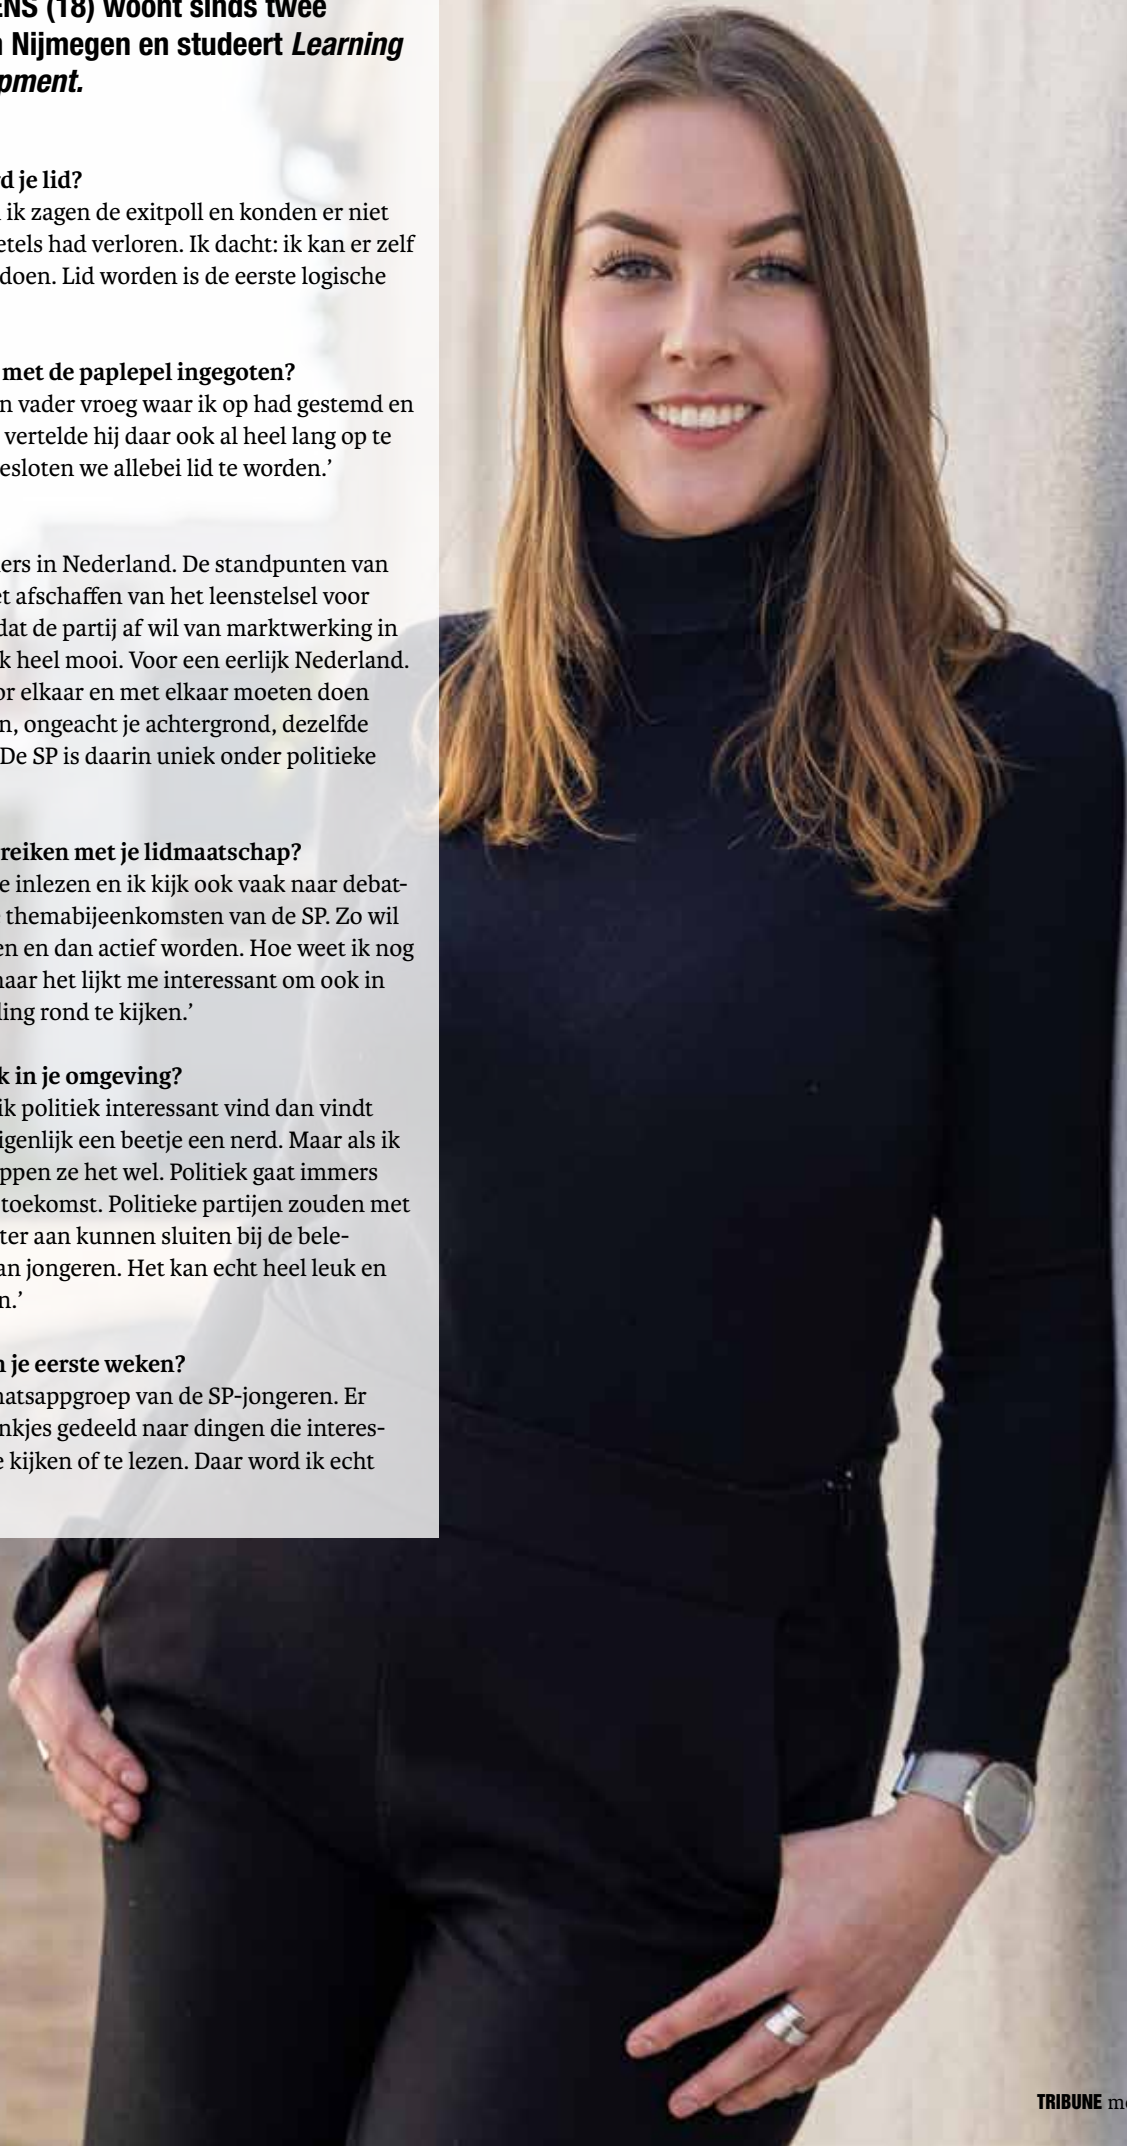 ENS (18) woont sinds twee
Nijmegen en studeert Learning
pment.
d je lid?
ik zagen de exitpoll en konden er niet
etels had verloren. Ik dacht: ik kan er zelf
doen. Lid worden is de eerste logische
met de paplepel ingegoten?
n vader vroeg waar ik op had gestemd en
vertelde hij daar ook al heel lang op te
esloten we allebei lid te worden.’
ers in Nederland. De standpunten van
et afschaffen van het leenstelsel voor
dat de partij af wil van marktwerking in
k heel mooi. Voor een eerlijk Nederland.
or elkaar en met elkaar moeten doen
n, ongeacht je achtergrond, dezelfde
De SP is daarin uniek onder politieke
reiken met je lidmaatschap?
e inlezen en ik kijk ook vaak naar debat-
themabijeenkomsten van de SP. Zo wil
en en dan actief worden. Hoe weet ik nog
naar het lijkt me interessant om ook in
ling rond te kijken.’
k in je omgeving?
ik politiek interessant vind dan vindt
igenlijk een beetje een nerd. Maar als ik
ppen ze het wel. Politiek gaat immers
toekomst. Politieke partijen zouden met
ter aan kunnen sluiten bij de bele-
an jongeren. Het kan echt heel leuk en
n.’
n je eerste weken?
hatsappgroep van de SP-jongeren. Er
nkjes gedeeld naar dingen die interes-
e kijken of te lezen. Daar word ik echt
TRIBUNE